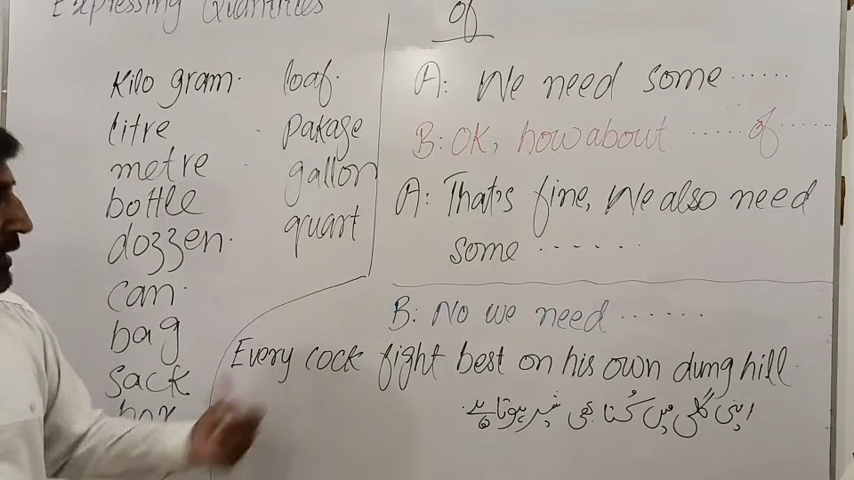 Expressing Quantities
Kilo gram.
litre
metre
bottle
dozzen.
can.
bag
sack
box
loaf.
pakage
gallon
quart
of
A: We need some ......
B: OK, how about ..... of .....
A: That's fine, We also need
some .......
B: No we need ......
Every cock fight best on his own dung hill.
اپنی گلی میں کُتا بھی شیر ہوتا ہے۔